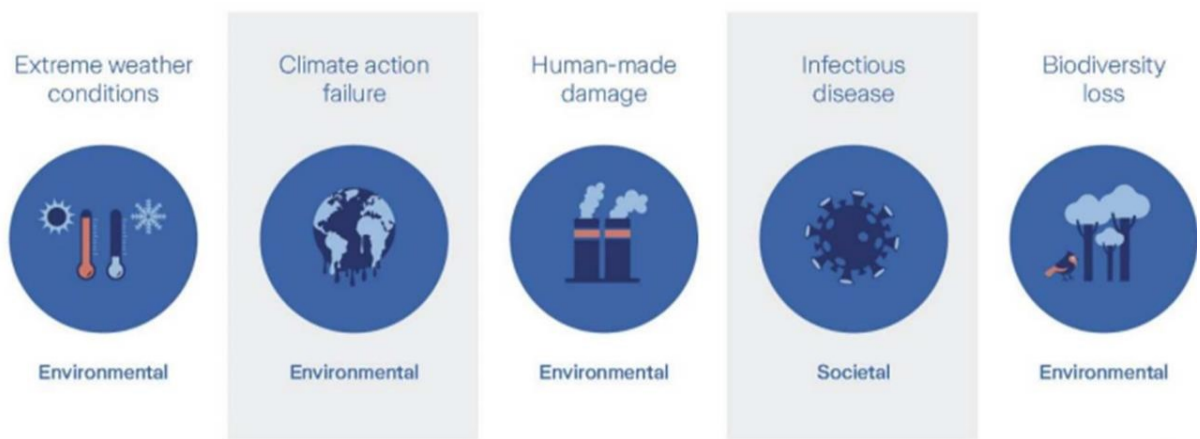 Extreme weather
conditions
Climate action
failure
Human-made
damage
Infectious
disease
Biodiversity
loss
Environmental
Environmental
Environmental
Societal
Environmental